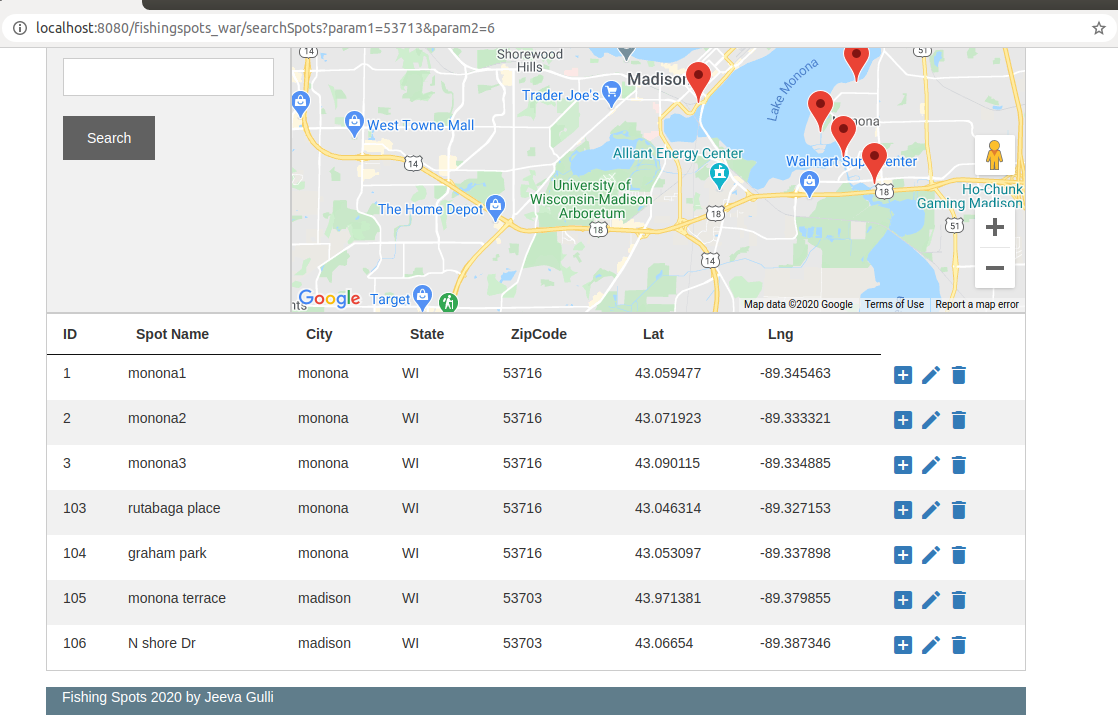 localhost:8080/fishingspots_war/searchSpots?param1=53713&param2=6
14
Shorewood
Hills
51
Madison
Trader Joe's
Lake Monona
West Towne Mall
14
Alliant Energy Center
Walmart Supercenter
18
University of
Wisconsin-Madison
Arboretum
Ho-Chunk
Gaming Madison
The Home Depot
18
18
51
14
Search
Google
Target
Map data ©2020 Google
Terms of Use
Report a map error
ID Spot Name City State ZipCode Lat Lng
1 monona1 monona WI 53716 43.059477 -89.345463
2 monona2 monona WI 53716 43.071923 -89.333321
3 monona3 monona WI 53716 43.090115 -89.334885
103 rutabaga place monona WI 53716 43.046314 -89.327153
104 graham park monona WI 53716 43.053097 -89.337898
105 monona terrace madison WI 53703 43.971381 -89.379855
106 N shore Dr madison WI 53703 43.06654 -89.387346
Fishing Spots 2020 by Jeeva Gulli